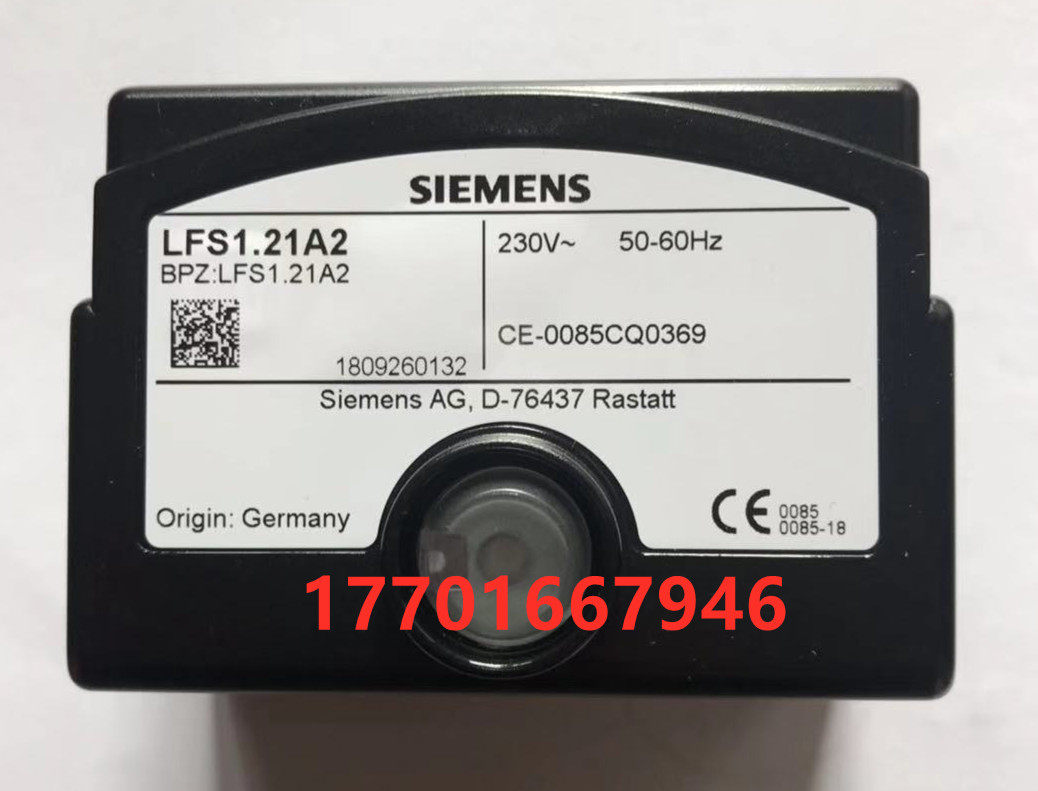 SIEMENS
LFS1.21A2
BPZ:LFS1.21A2
230V~ 50-60Hz
CE-0085CQ0369
1809260132
Siemens AG, D-76437 Rastatt
Origin: Germany
CE 0085
0085-18
17701667946